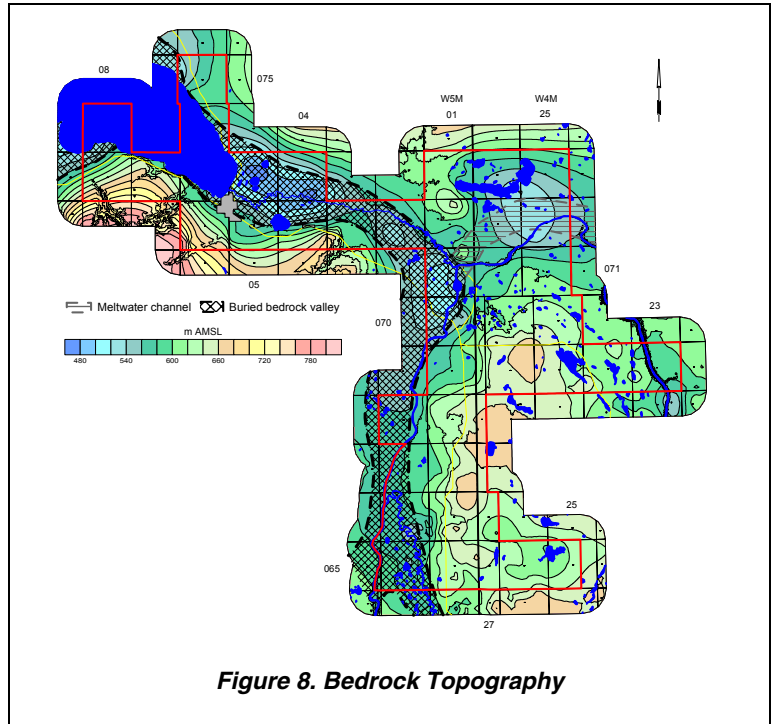 08
075
04
W5M W4M
01 25
071
23
05
Meltwater channel Buried bedrock valley
070
m AMSL
480 540 600 660 720 780
25
065
27
Figure 8. Bedrock Topography